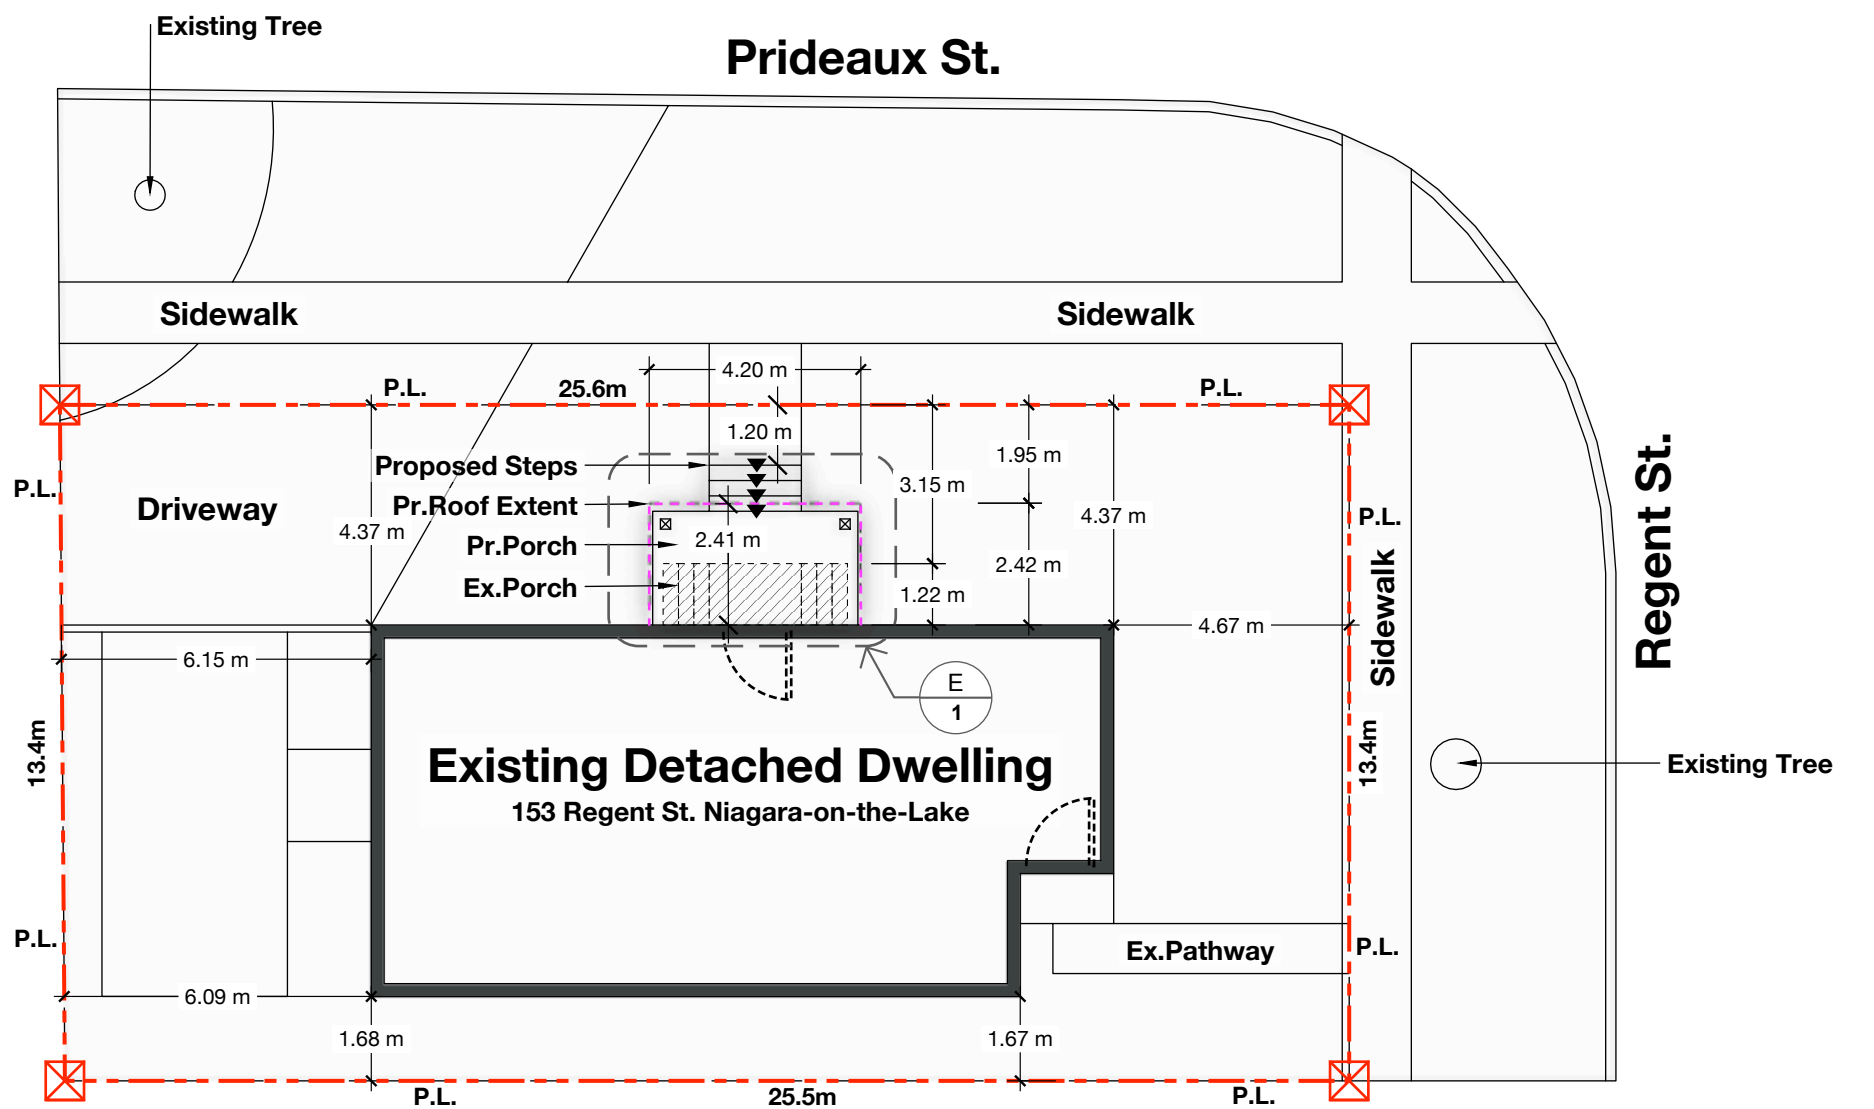 Existing Tree
Prideaux St.
Sidewalk
Sidewalk
4.20 m
P.L.
25.6m
P.L.
1.20 m
Proposed Steps
1.95 m
P.L.
3.15 m
Driveway
Pr.Roof Extent
4.37 m
P.L.
4.37 m
2.41 m
Pr.Porch
2.42 m
Ex.Porch
1.22 m
Regent St.
Sidewalk
4.67 m
6.15 m
E
1
13.4m
13.4m
Existing Detached Dwelling
Existing Tree
153 Regent St. Niagara-on-the-Lake
P.L.
Ex.Pathway
P.L.
6.09 m
1.68 m
1.67 m
P.L.
25.5m
P.L.